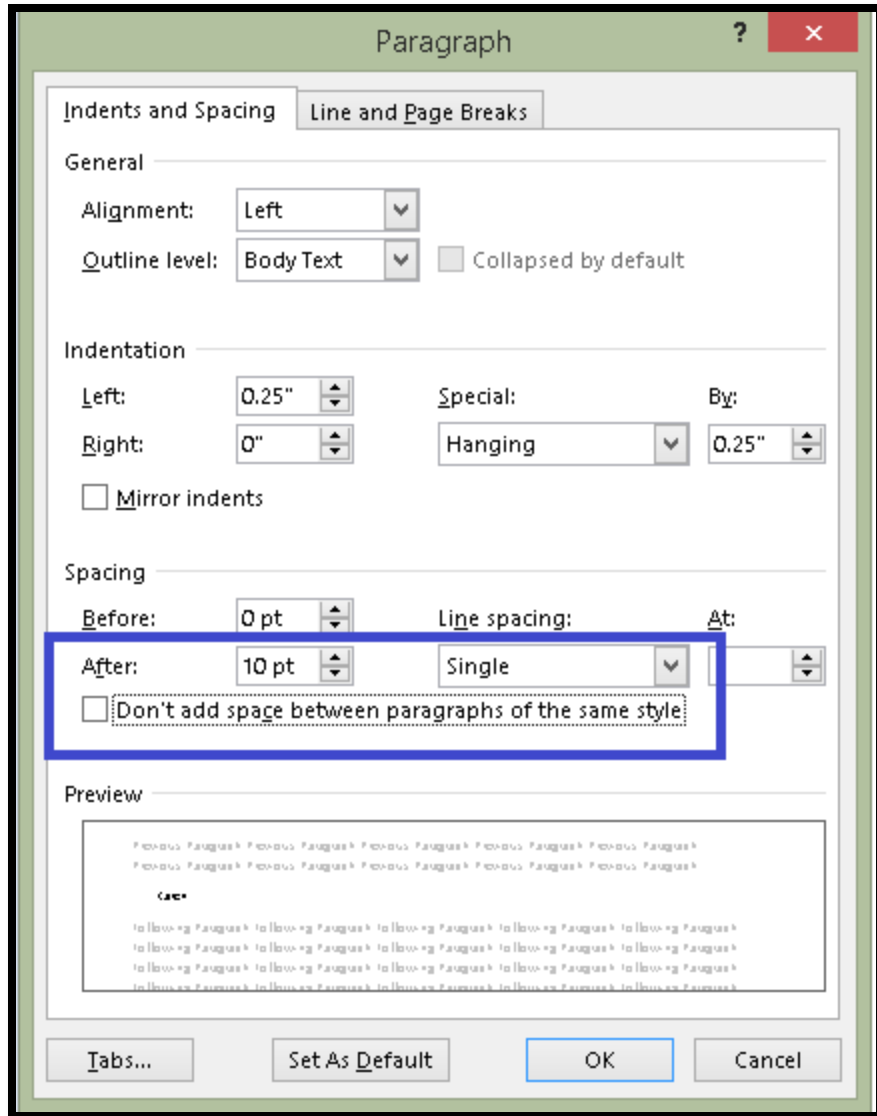 Paragraph ?
Indents and Spacing Line and Page Breaks
General
Alignment: Left
Outline level: Body Text Collapsed by default
Indentation
Left: 0.25" Special: By:
Right: 0" Hanging 0.25"
Mirror indents
Spacing
Before: 0 pt Line spacing: At:
After: 10 pt Single
Don't add space between paragraphs of the same style
Preview
Tabs... Set As Default OK Cancel